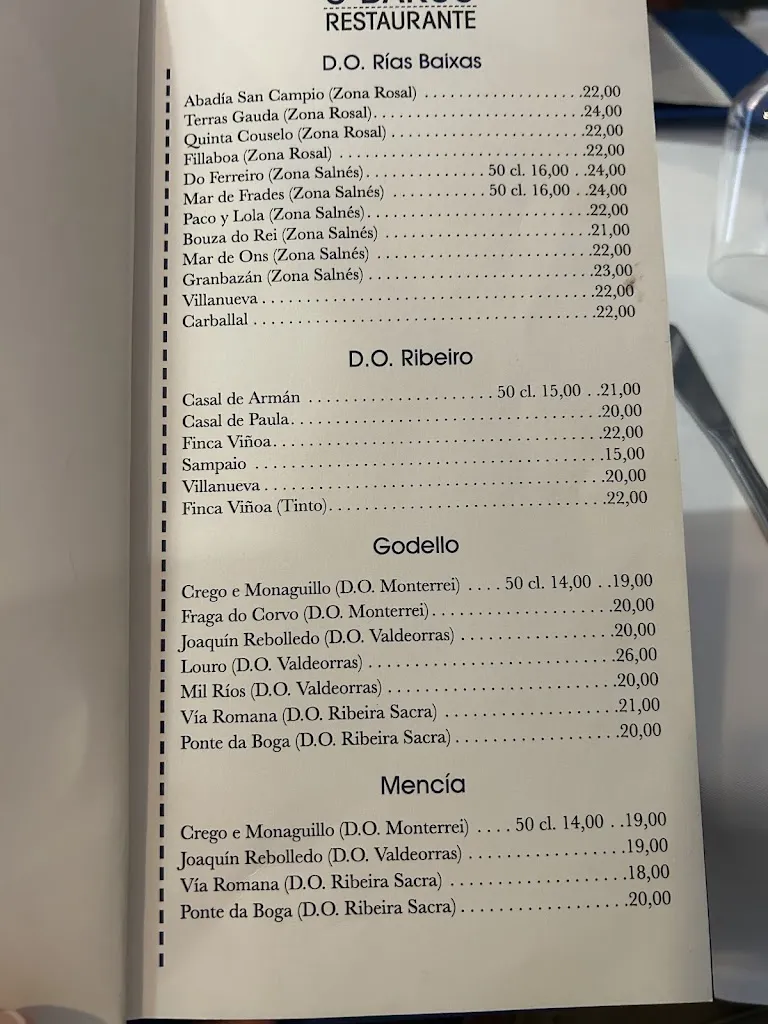 RESTAURANTE
D.O. Rías Baixas
Abadía San Campio (Zona Rosal) ..................22,00
Terras Gauda (Zona Rosal)........................24,00
Quinta Couselo (Zona Rosal) ......................22,00
Fillaboa (Zona Rosal) ............................22,00
Do Ferreiro (Zona Salnés)..............50 cl. 16,00 ..24,00
Mar de Frades (Zona Salnés) ..........50 cl. 16,00 ..24,00
Paco y Lola (Zona Salnés).........................22,00
Bouza do Rei (Zona Salnés) .......................21,00
Mar de Ons (Zona Salnés) ........................22,00
Granbazán (Zona Salnés) .........................23,00
Villanueva.......................................22,00
Carballal ........................................22,00
D.O. Ribeiro
Casal de Armán ......................50 cl. 15,00 ..21,00
Casal de Paula....................................20,00
Finca Viñoa......................................22,00
Sampaio ........................................15,00
Villanueva.......................................20,00
Finca Viñoa (Tinto)...............................22,00
Godello
Crego e Monaguillo (D.O. Monterrei) ....50 cl. 14,00 ..19,00
Fraga do Corvo (D.O. Monterrei)....................20,00
Joaquín Rebolledo (D.O. Valdeorras) .................20,00
Louro (D.O. Valdeorras) ...........................26,00
Mil Ríos (D.O. Valdeorras) .........................20,00
Vía Romana (D.O. Ribeira Sacra) ...................21,00
Ponte da Boga (D.O. Ribeira Sacra)..................20,00
Mencía
Crego e Monaguillo (D.O. Monterrei) ....50 cl. 14,00 ..19,00
Joaquín Rebolledo (D.O. Valdeorras) .................19,00
Vía Romana (D.O. Ribeira Sacra) ...................18,00
Ponte da Boga (D.O. Ribeira Sacra)..................20,00